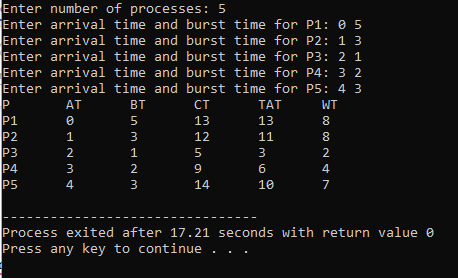 Enter number of processes: 5
Enter arrival time and burst time for P1: 0 5
Enter arrival time and burst time for P2: 1 3
Enter arrival time and burst time for P3: 2 1
Enter arrival time and burst time for P4: 3 2
Enter arrival time and burst time for P5: 4 3
P AT BT CT TAT WT
P1 0 5 13 13 8
P2 1 3 12 11 8
P3 2 1 5 3 2
P4 3 2 9 6 4
P5 4 3 14 10 7
--------------------------------
Process exited after 17.21 seconds with return value 0
Press any key to continue . . .